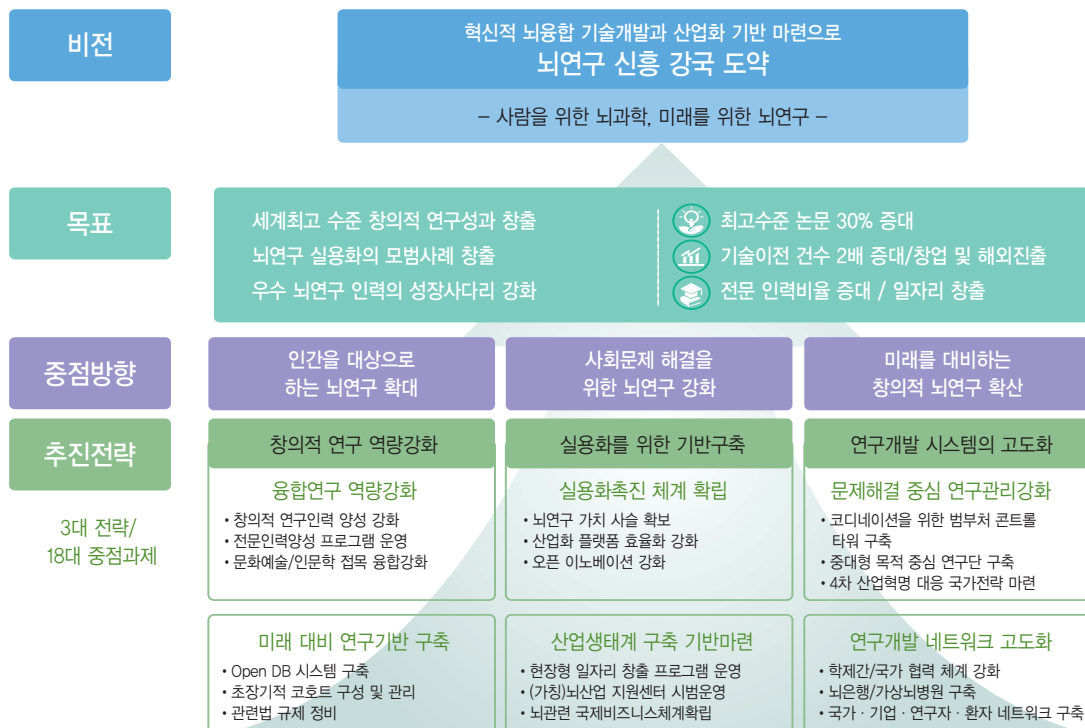 비전
혁신적 뇌융합 기술개발과 산업화 기반 마련으로
뇌연구 신흥 강국 도약
– 사람을 위한 뇌과학, 미래를 위한 뇌연구 –
목표
세계최고 수준 창의적 연구성과 창출
뇌연구 실용화의 모범사례 창출
우수 뇌연구 인력의 성장사다리 강화
최고수준 논문 30% 증대
기술이전 건수 2배 증대/창업 및 해외진출
전문 인력비율 증대 / 일자리 창출
중점방향
인간을 대상으로
하는 뇌연구 확대
사회문제 해결을
위한 뇌연구 강화
미래를 대비하는
창의적 뇌연구 확산
추진전략
3대 전략/
18대 중점과제
창의적 연구 역량강화
융합연구 역량강화
• 창의적 연구인력 양성 강화
• 전문인력양성 프로그램 운영
• 문화예술/인문학 접목 융합강화
미래 대비 연구기반 구축
• Open DB 시스템 구축
• 초장기적 코호트 구성 및 관리
• 관련법 규제 정비
실용화를 위한 기반구축
실용화촉진 체계 확립
• 뇌연구 가치 사슬 확보
• 산업화 플랫폼 효율화 강화
• 오픈 이노베이션 강화
산업생태계 구축 기반마련
• 현장형 일자리 창출 프로그램 운영
• (가칭)뇌산업 지원센터 시범운영
• 뇌관련 국제비즈니스체계확립
연구개발 시스템의 고도화
문제해결 중심 연구관리강화
• 코디네이션을 위한 범부처 콘트롤
타워 구축
• 중대형 목적 중심 연구단 구축
• 4차 산업혁명 대응 국가전략 마련
연구개발 네트워크 고도화
• 학제간/국가 협력 체계 강화
• 뇌은행/가상뇌병원 구축
• 국가 · 기업 · 연구자 · 환자 네트워크 구축